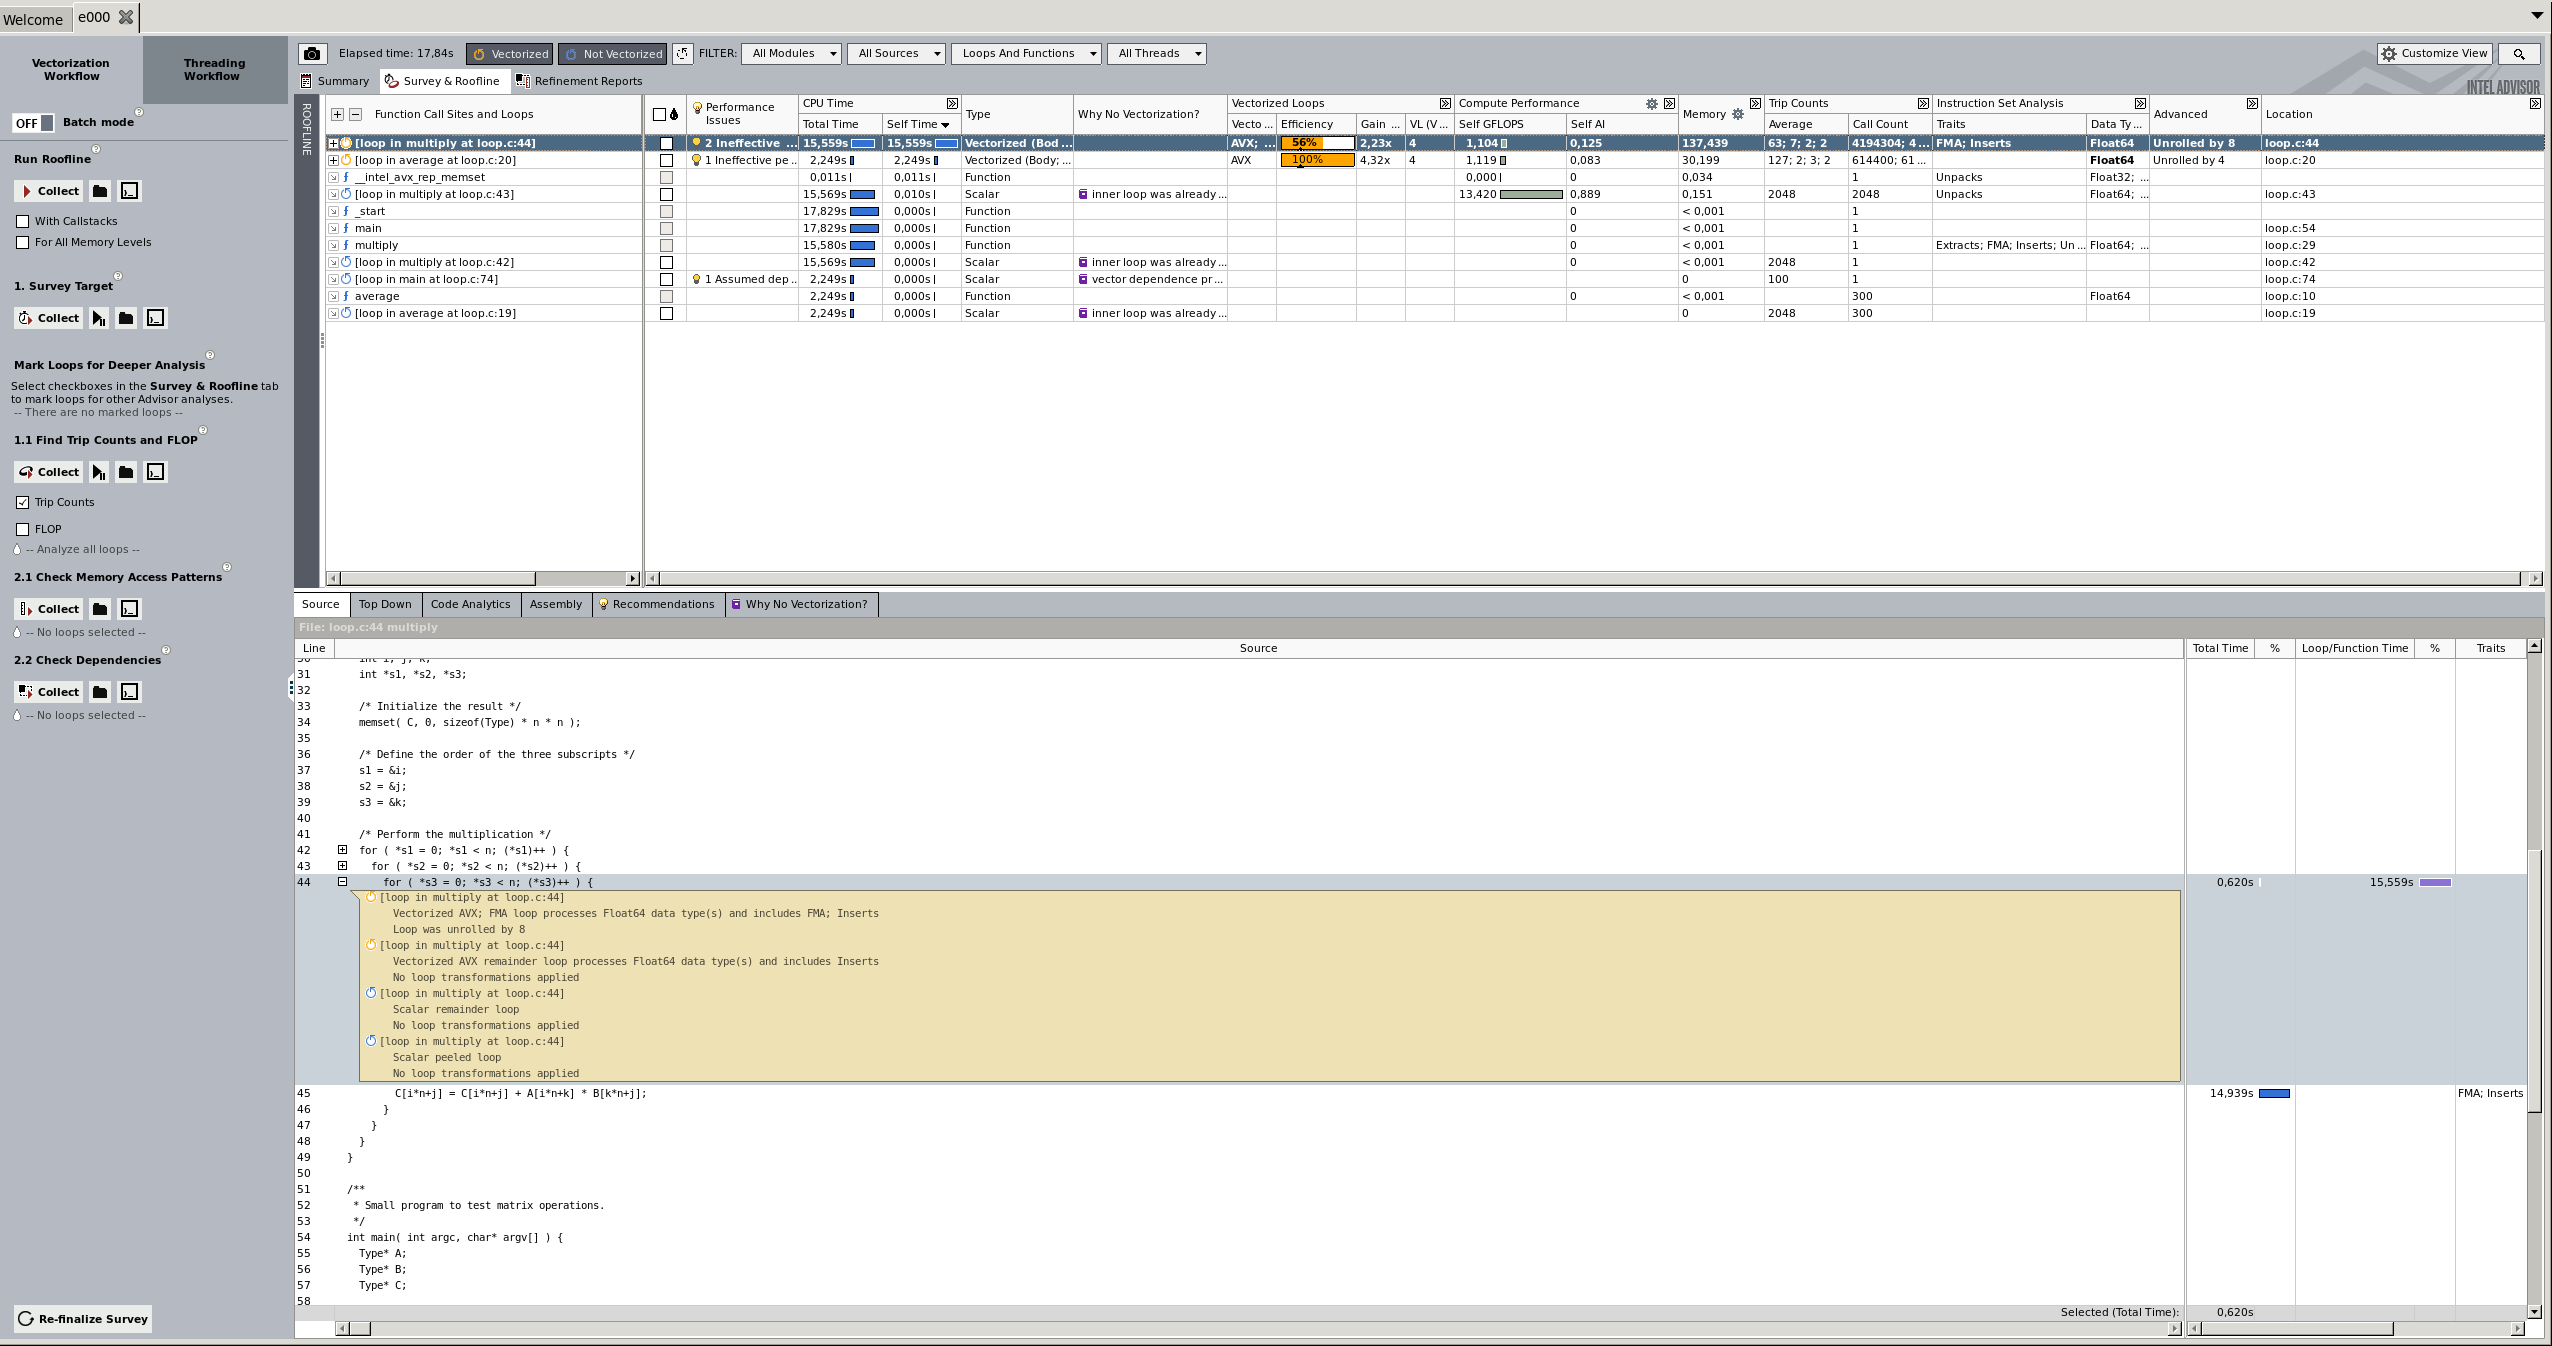 Welcome
e000
Vectorization Workflow
Threading Workflow
OFF Batch mode
Run Roofline
Collect
With Callstacks
For All Memory Levels
1. Survey Target
Collect
Mark Loops for Deeper Analysis
Select checkboxes in the Survey & Roofline tab
to mark loops for other Advisor analyses.
-- There are no marked loops --
1.1 Find Trip Counts and FLOP
Collect
Trip Counts
FLOP
-- Analyze all loops --
2.1 Check Memory Access Patterns
Collect
-- No loops selected --
2.2 Check Dependencies
Collect
-- No loops selected --
Re-finalize Survey
Elapsed time: 17,84s Vectorized Not Vectorized FILTER: All Modules All Sources Loops And Functions All Threads Customize View
Summary Survey & Roofline Refinement Reports INTEL ADVISOR
ROOFLINE
Function Call Sites and Loops Performance Issues CPU Time Type Why No Vectorization? Vectorized Loops Compute Performance Memory Trip Counts Instruction Set Analysis Advanced Location
Total Time Self Time Vecto ... Efficiency Gain ... VL (V ... Self GFLOPS Self AI Average Call Count Traits Data Ty...
[loop in multiply at loop.c:44] 2 Ineffective ... 15,559s 15,559s Vectorized (Bod ... AVX; ... 56% 2,23x 4 1,104 0,125 137,439 63; 7; 2; 2 4194304; 4 ... FMA; Inserts Float64 Unrolled by 8 loop.c:44
[loop in average at loop.c:20] 1 Ineffective pe .. 2,249s 2,249s Vectorized (Body; ... AVX 100% 4,32x 4 1,119 0,083 30,199 127; 2; 3; 2 614400; 61 ... Float64 Unrolled by 4 loop.c:20
__intel_avx_rep_memset 0,011s 0,011s Function 0,000 0 0,034 1 Unpacks Float32; ...
[loop in multiply at loop.c:43] 15,569s 0,010s Scalar inner loop was already ... 13,420 0,889 0,151 2048 2048 Unpacks Float64; ... loop.c:43
_start 17,829s 0,000s Function 0 < 0,001 1
main 17,829s 0,000s Function 0 < 0,001 1 loop.c:54
multiply 15,580s 0,000s Function 0 < 0,001 1 Extracts; FMA; Inserts; Un ... Float64; ... loop.c:29
[loop in multiply at loop.c:42] 15,569s 0,000s Scalar inner loop was already ... 0 < 0,001 2048 1 loop.c:42
[loop in main at loop.c:74] 1 Assumed dep .. 2,249s 0,000s Scalar vector dependence pr ... 0 100 1 loop.c:74
average 2,249s 0,000s Function 0 < 0,001 300 Float64 loop.c:10
[loop in average at loop.c:19] 2,249s 0,000s Scalar inner loop was already ... 0 2048 300 loop.c:19
Source Top Down Code Analytics Assembly Recommendations Why No Vectorization?
File: loop.c:44 multiply
Line Source Total Time % Loop/Function Time % Traits
30 int i, j, k;
31 int *s1, *s2, *s3;
32
33 /* Initialize the result */
34 memset( C, 0, sizeof(Type) * n * n );
35
36 /* Define the order of the three subscripts */
37 s1 = &i;
38 s2 = &j;
39 s3 = &k;
40
41 /* Perform the multiplication */
42 for ( *s1 = 0; *s1 < n; (*s1)++ ) {
43 for ( *s2 = 0; *s2 < n; (*s2)++ ) {
44 for ( *s3 = 0; *s3 < n; (*s3)++ ) { 0,620s 15,559s
[loop in multiply at loop.c:44]
Vectorized AVX; FMA loop processes Float64 data type(s) and includes FMA; Inserts
Loop was unrolled by 8
[loop in multiply at loop.c:44]
Vectorized AVX remainder loop processes Float64 data type(s) and includes Inserts
No loop transformations applied
[loop in multiply at loop.c:44]
Scalar remainder loop
No loop transformations applied
[loop in multiply at loop.c:44]
Scalar peeled loop
No loop transformations applied
45 C[i*n+j] = C[i*n+j] + A[i*n+k] * B[k*n+j]; 14,939s FMA; Inserts
46 }
47 }
48 }
49 }
50
51 /**
52 * Small program to test matrix operations.
53 */
54 int main( int argc, char* argv[] ) {
55 Type* A;
56 Type* B;
57 Type* C;
58
Selected (Total Time): 0,620s